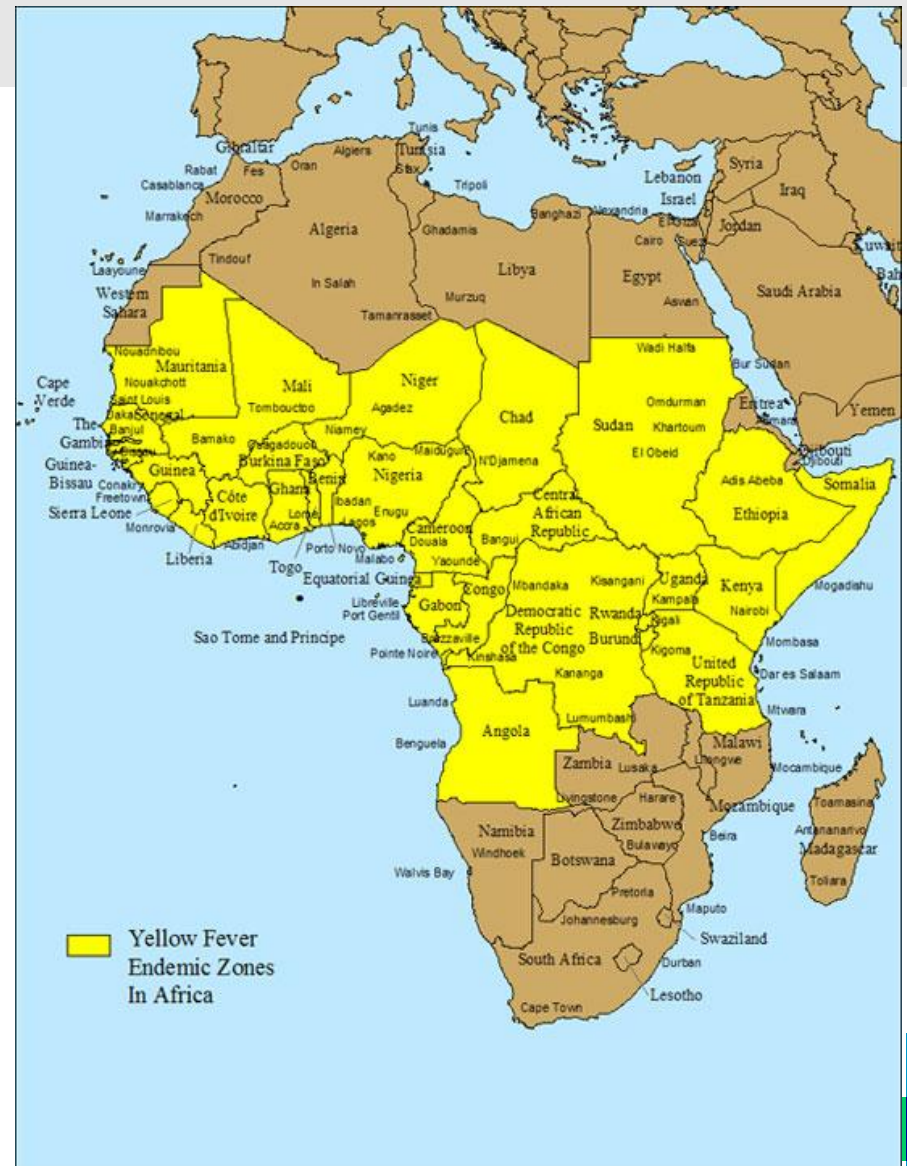 Tunis
Gibraltar
Algiers
Tunisia
Oran
Rabat
Fes
Sfax
Syria
Casablanca
Morocco
Tripoli
Lebanon
Iraq
Israel
Marrakech
Banghazi
Alexandria
Algeria
Ghadamis
Jordan
Cairo
Suez
Kuwait
Tindouf
Laayoune
In Salah
Libya
Egypt
Bah
Western
Sahara
Murzuq
Aswan
Saudi Arabia
Tamanrasset
Nouadhibou
Wadi Halfa
Mauritania
Bur Sudan
Cape
Verde
Nouakchott
Mali
Niger
Saint Louis
Tombouctoo
Agadez
Omdurman
Eritrea
Yemen
Dakar
Senegal
Chad
Sudan
Asmara
The
Gambia
Banjul
Niamey
Khartoum
Bamako
Ouagadougou
Maiduguri
El Obeid
Djibouti
Djibouti
Guinea-
Bissau
Bissau
Burkina Faso
Kano
N'Djamena
Guinea
Nigeria
Adis Abeba
Somalia
Conakry
Ghana
Benin
Freetown
Côte
d'Ivoire
Ibadan
Central
African
Republic
Ethiopia
Sierra Leone
Lomé
Enugu
Monrovia
Accra
Lagos
Cameroon
Abidjan
Porto Novo
Douala
Bangui
Liberia
Togo
Malabo
Yaounde
Equatorial Guinea
Congo
Mbandaka
Kisangani
Uganda
Kenya
Mogadishu
Libreville
Gabon
Kampala
Port Gentil
Democratic
Republic
of the Congo
Rwanda
Nairobi
Sao Tome and Principe
Brazzaville
Burundi
Kigali
Mombasa
Pointe Noire
Kinshasa
Kigoma
United
Republic
of Tanzania
Kananga
Dar es Salaam
Luanda
Lumumbashi
Mtwara
Angola
Benguela
Malawi
Zambia
Lusaka
Lilongwe
Mocambique
Livingstone
Harare
Mozambique
Toamasina
Namibia
Zimbabwe
Antananarivo
Windhoek
Bulawayo
Beira
Madagascar
Botswana
Walvis Bay
Toliara
Pretoria
Maputo
Johannesburg
Swaziland
South Africa
Durban
Lesotho
Cape Town
Yellow Fever
Endemic Zones
In Africa